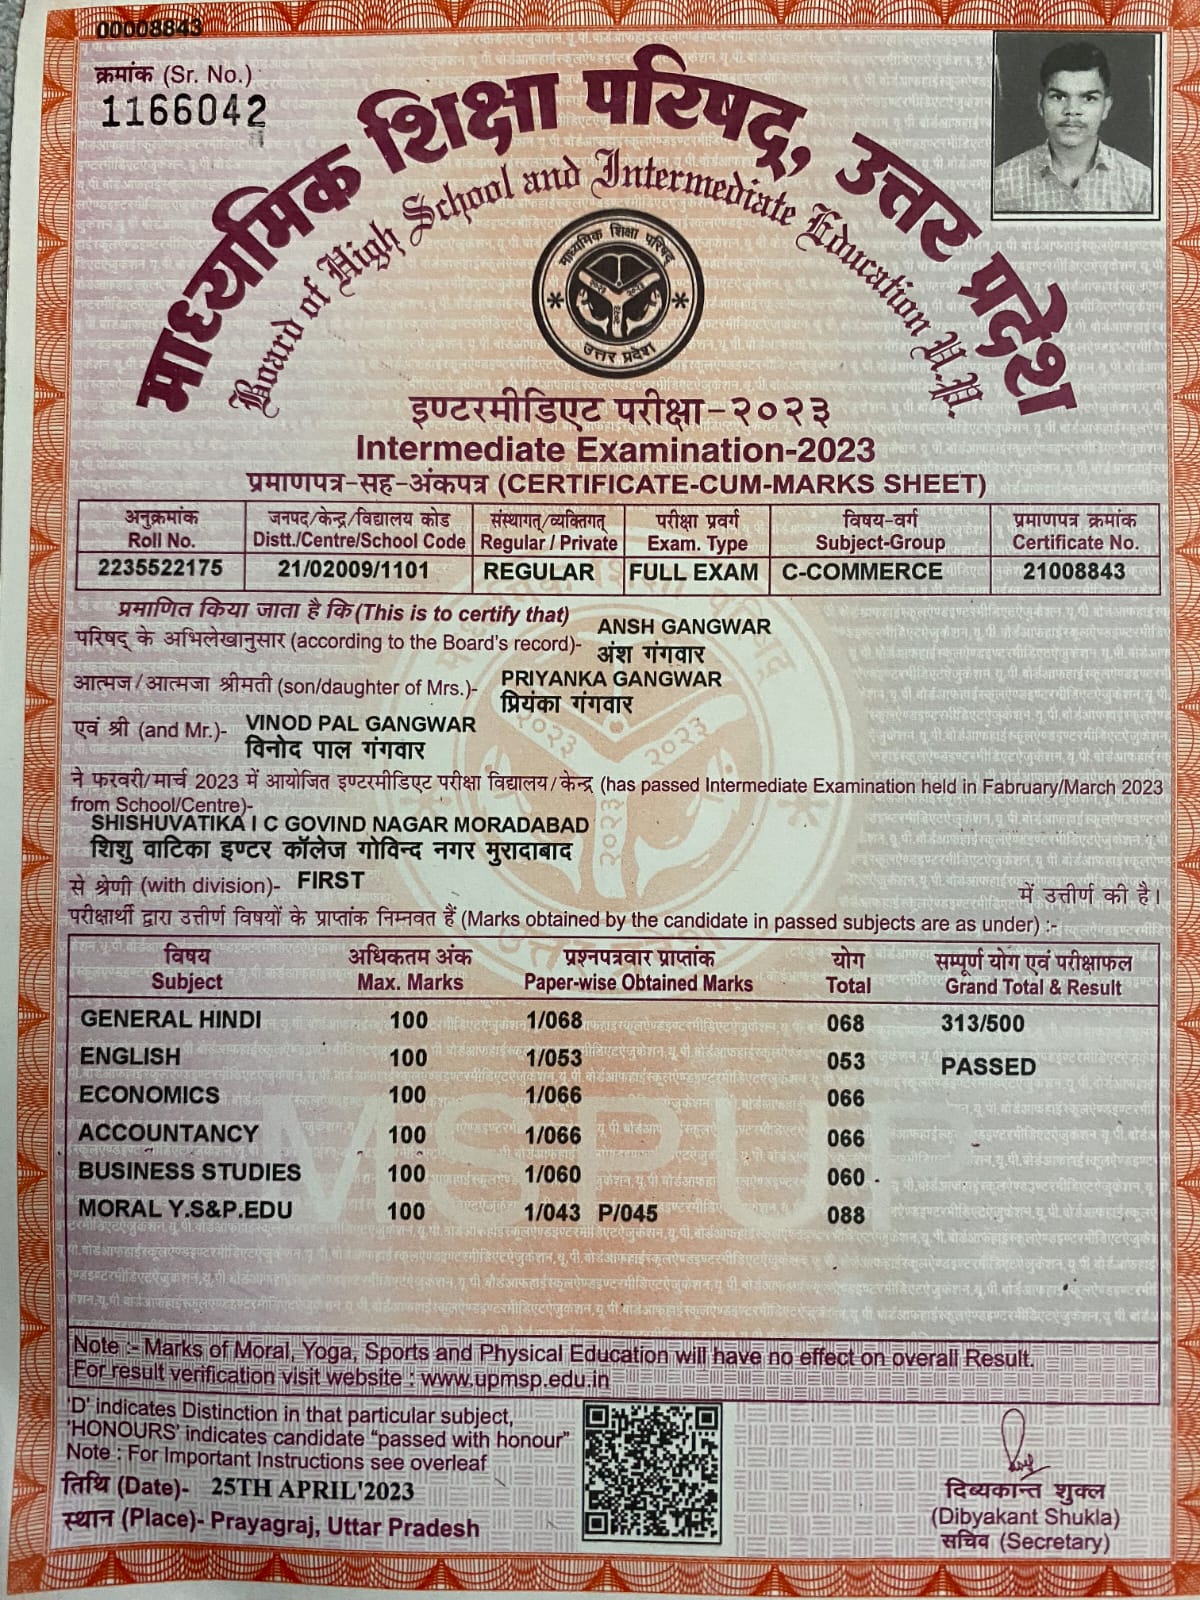 00008843
क्रमांक (Sr. No.)
1166042
माध्यमिक शिक्षा परिषद्, उत्तर प्रदेश
Board of High School and Intermediate Education U.P.
माध्यमिक शिक्षा परिषद्
उत्तर प्रदेश
इण्टरमीडिएट परीक्षा-२०२३
Intermediate Examination-2023
प्रमाणपत्र-सह-अंकपत्र (CERTIFICATE-CUM-MARKS SHEET)
अनुक्रमांक जनपद/केन्द्र/विद्यालय कोड संस्थागत/व्यक्तिगत परीक्षा प्रवर्ग विषय-वर्ग प्रमाणपत्र क्रमांक
Roll No. Distt./Centre/School Code Regular / Private Exam. Type Subject-Group Certificate No.
2235522175 21/02009/1101 REGULAR FULL EXAM C-COMMERCE 21008843
प्रमाणित किया जाता है कि (This is to certify that)
ANSH GANGWAR
परिषद् के अभिलेखानुसार (according to the Board's record)- अंश गंगवार
PRIYANKA GANGWAR
आत्मज/आत्मजा श्रीमती (son/daughter of Mrs.)- प्रियंका गंगवार
एवं श्री (and Mr.)- VINOD PAL GANGWAR
विनोद पाल गंगवार
ने फरवरी/मार्च 2023 में आयोजित इण्टरमीडिएट परीक्षा विद्यालय/केन्द्र (has passed Intermediate Examination held in Fabruary/March 2023
from School/Centre)-
SHISHUVATIKA I C GOVIND NAGAR MORADABAD
शिशु वाटिका इण्टर कॉलेज गोविन्द नगर मुरादाबाद
से श्रेणी (with division)- FIRST में उत्तीर्ण की है।
परीक्षार्थी द्वारा उत्तीर्ण विषयों के प्राप्तांक निम्नवत हैं (Marks obtained by the candidate in passed subjects are as under) :-
विषय अधिकतम अंक प्रश्नपत्रवार प्राप्तांक योग सम्पूर्ण योग एवं परीक्षाफल
Subject Max. Marks Paper-wise Obtained Marks Total Grand Total & Result
GENERAL HINDI 100 1/068 068 313/500
ENGLISH 100 1/053 053 PASSED
ECONOMICS 100 1/066 066
ACCOUNTANCY 100 1/066 066
BUSINESS STUDIES 100 1/060 060
MORAL Y.S&P.EDU 100 1/043 P/045 088
MSPUP
Note :- Marks of Moral, Yoga, Sports and Physical Education will have no effect on overall Result.
For result verification visit website : www.upmsp.edu.in
'D' indicates Distinction in that particular subject,
'HONOURS' indicates candidate "passed with honour"
Note : For Important Instructions see overleaf
तिथि (Date)- 25TH APRIL'2023
स्थान (Place)- Prayagraj, Uttar Pradesh
दिब्यकान्त शुक्ल
(Dibyakant Shukla)
सचिव (Secretary)